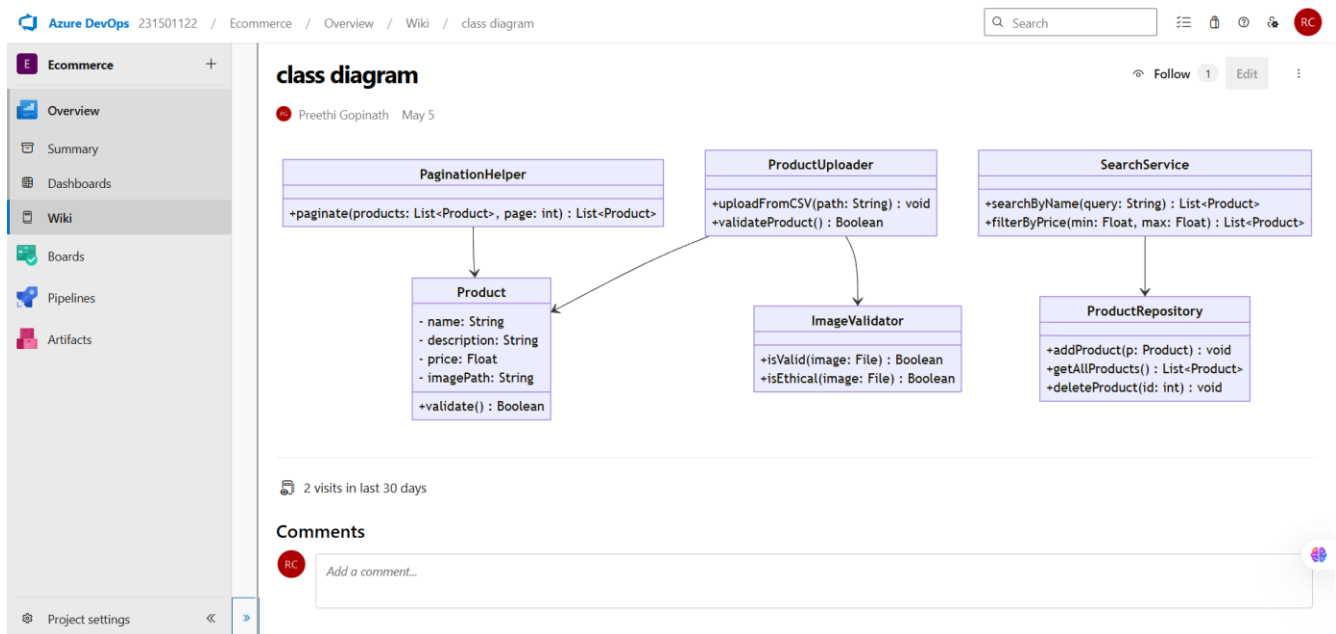 Azure DevOps 231501122 / Ecommerce / Overview / Wiki / class diagram
Search
RC
E Ecommerce +
Overview
Summary
Dashboards
Wiki
Boards
Pipelines
Artifacts
Project settings
class diagram
Follow 1 Edit
PG Preethi Gopinath May 5
PaginationHelper
+paginate(products: List<Product>, page: int) : List<Product>
ProductUploader
+uploadFromCSV(path: String) : void
+validateProduct() : Boolean
SearchService
+searchByName(query: String) : List<Product>
+filterByPrice(min: Float, max: Float) : List<Product>
Product
- name: String
- description: String
- price: Float
- imagePath: String
+validate() : Boolean
ImageValidator
+isValid(image: File) : Boolean
+isEthical(image: File) : Boolean
ProductRepository
+addProduct(p: Product) : void
+getAllProducts() : List<Product>
+deleteProduct(id: int) : void
2 visits in last 30 days
Comments
RC
Add a comment...